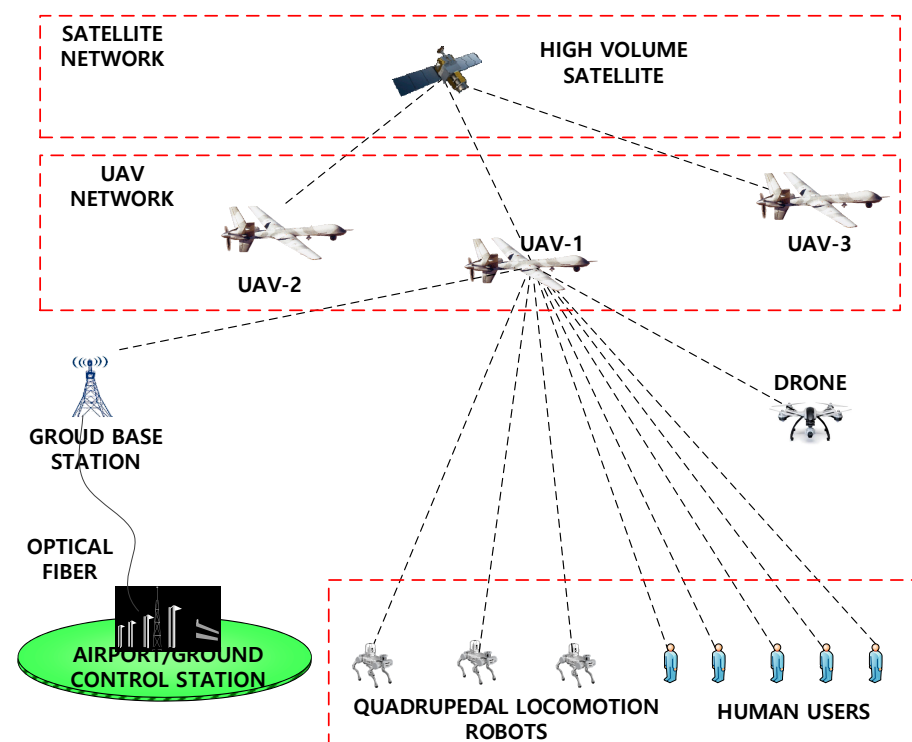 SATELLITE
NETWORK
HIGH VOLUME
SATELLITE
UAV
NETWORK
UAV-2
UAV-1
UAV-3
DRONE
GROUD BASE
STATION
OPTICAL
FIBER
AIRPORT/GROUND
CONTROL STATION
QUADRUPEDAL LOCOMOTION
ROBOTS
HUMAN USERS